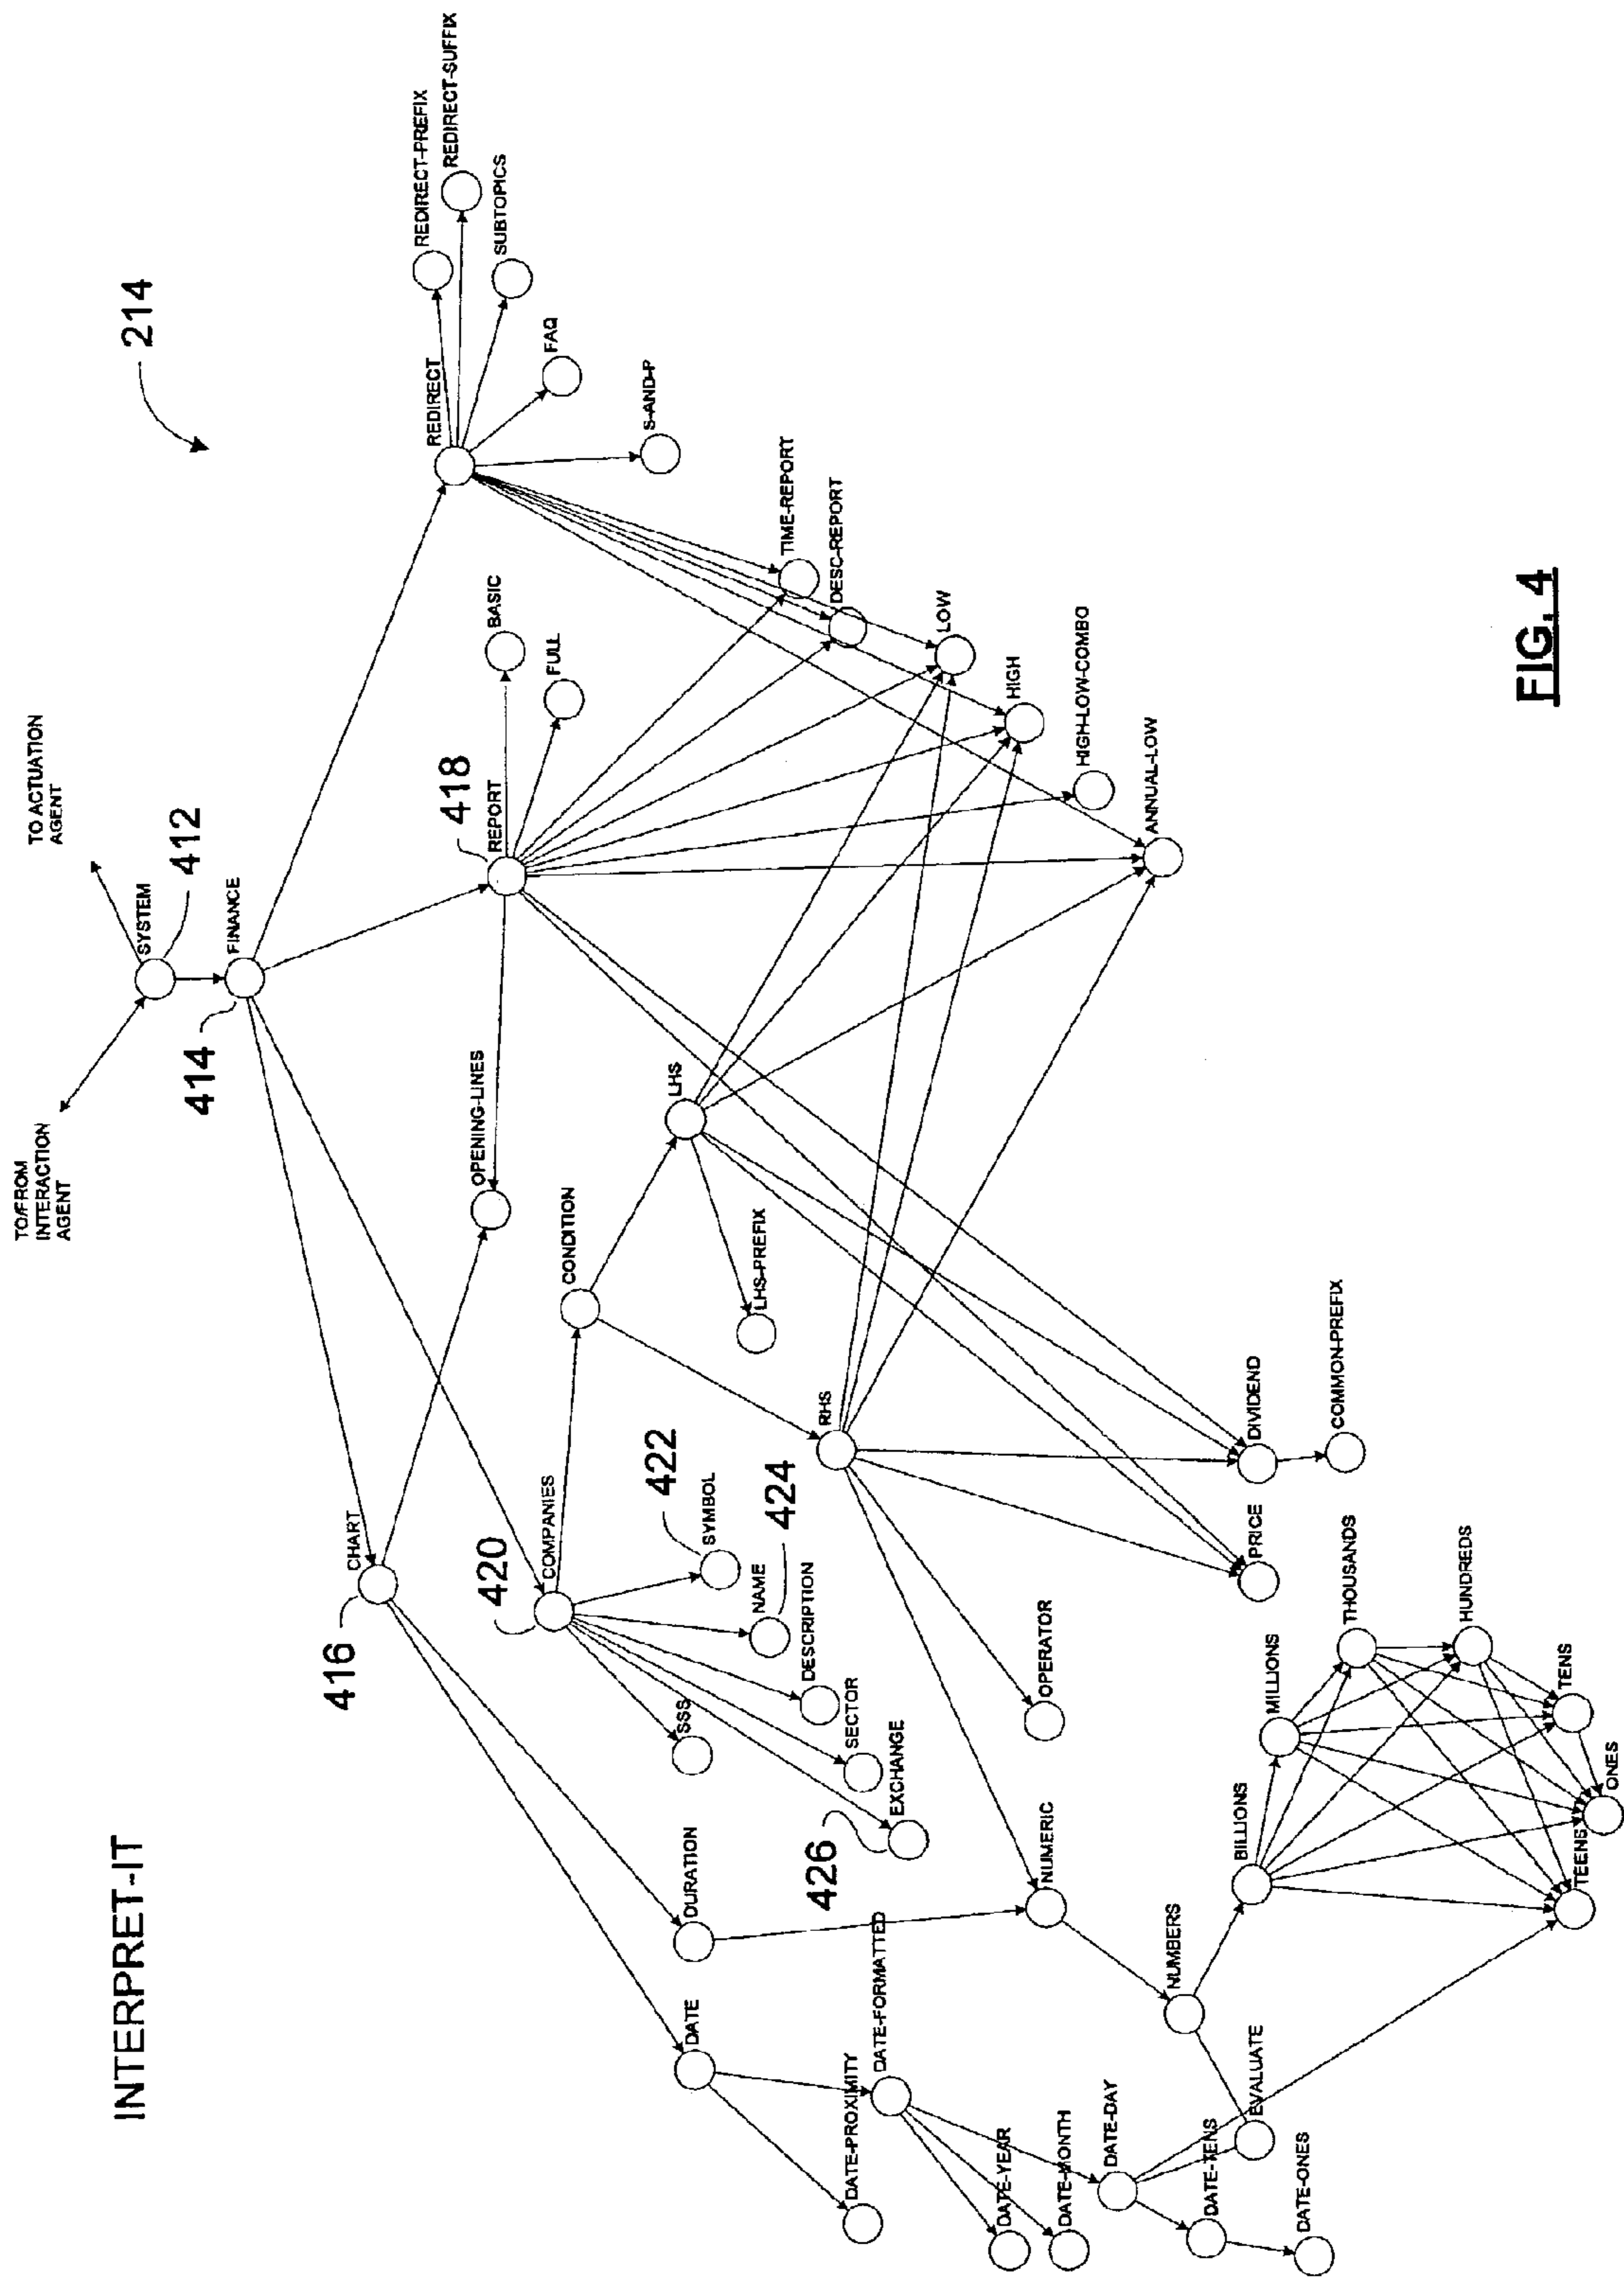 INTERPRET-IT
214
TO/FROM
INTERACTION
AGENT
TO ACTUATION
AGENT
SYSTEM
412
FINANCE
414
CHART
416
REPORT
418
REDIRECT
REDIRECT-PREFIX
REDIRECT-SUFFIX
SUBTOPICS
FAQ
S-AND-P
OPENING-LINES
BASIC
FULL
COMPANIES
420
CONDITION
SYMBOL
422
NAME
424
DESCRIPTION
SSS
SECTOR
EXCHANGE
426
LHS
LHS-PREFIX
RHS
TIME-REPORT
DESC-REPORT
LOW
HIGH
HIGH-LOW-COMBO
ANNUAL-LOW
DURATION
DATE
DATE-PROXIMITY
DATE-FORMATTED
DATE-YEAR
DATE-MONTH
DATE-DAY
DATE-TENS
DATE-ONES
EVALUATE
NUMERIC
NUMBERS
OPERATOR
PRICE
DIVIDEND
COMMON-PREFIX
BILLIONS
MILLIONS
THOUSANDS
HUNDREDS
TENS
ONES
TEENS
FIG. 4